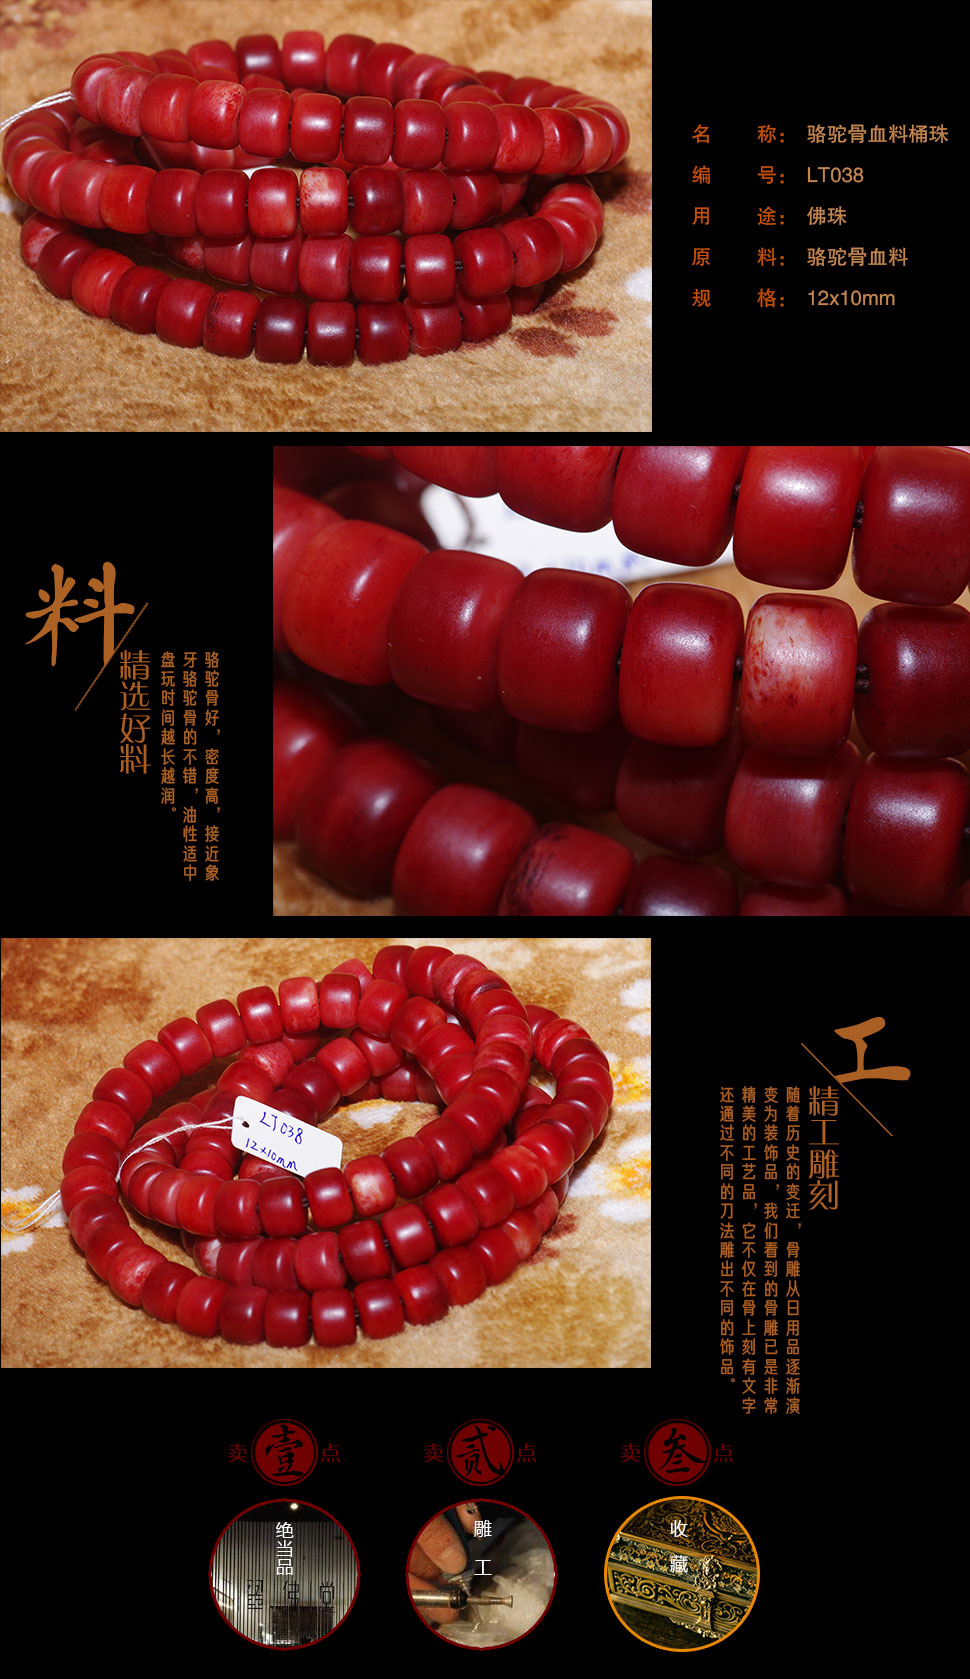 名 称： 骆驼骨血料桶珠
编 号： LT038
用 途： 佛珠
原 料： 骆驼骨血料
规 格： 12x10mm
料
精选好料
骆驼骨好，密度高，接近象
牙骆驼骨的不错，油性适中
盘玩时间越长越润。
LT038
12x10mm
工
精工雕刻
随着历史的变迁，骨雕从日用品逐渐演
变为装饰品，我们看到的骨雕已是非常
精美的工艺品，它不仅在骨上刻有文字
还通过不同的刀法雕出不同的饰品。
卖壹点
卖贰点
卖叁点
绝当品
雕工
收藏